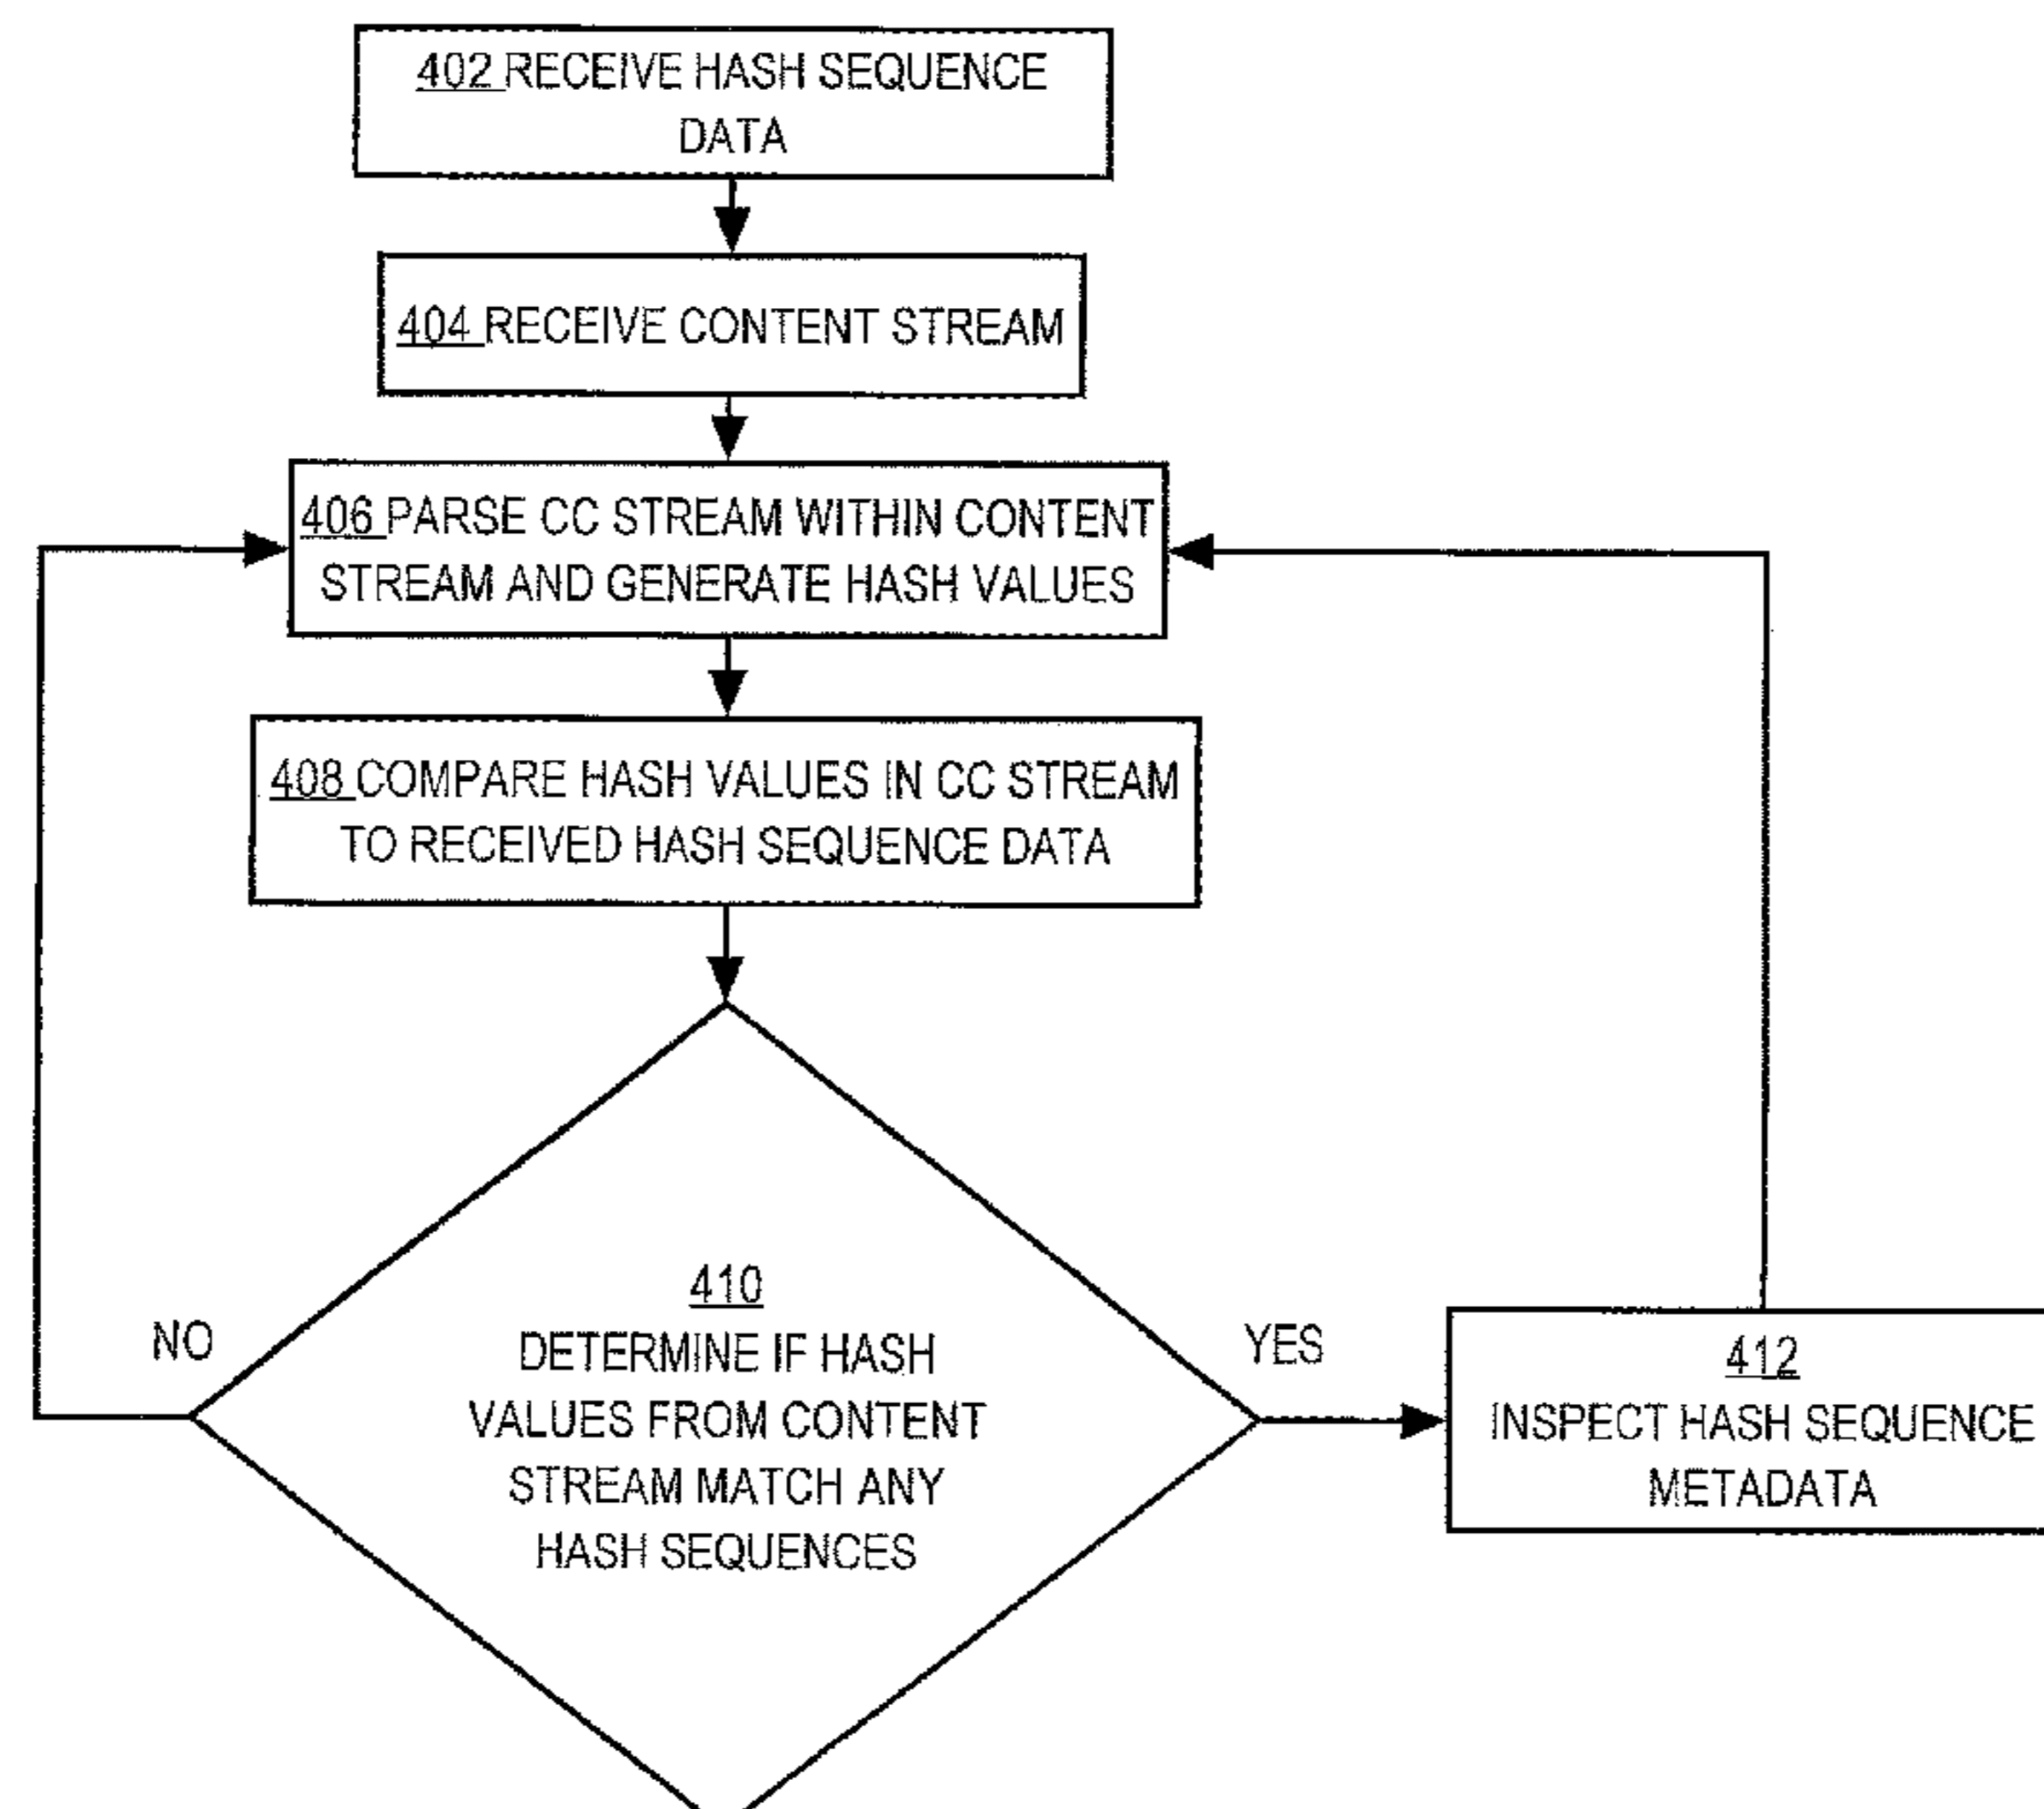 402 RECEIVE HASH SEQUENCE
DATA
404 RECEIVE CONTENT STREAM
406 PARSE CC STREAM WITHIN CONTENT
STREAM AND GENERATE HASH VALUES
408 COMPARE HASH VALUES IN CC STREAM
TO RECEIVED HASH SEQUENCE DATA
410
DETERMINE IF HASH
VALUES FROM CONTENT
STREAM MATCH ANY
HASH SEQUENCES
NO
YES
412
INSPECT HASH SEQUENCE
METADATA